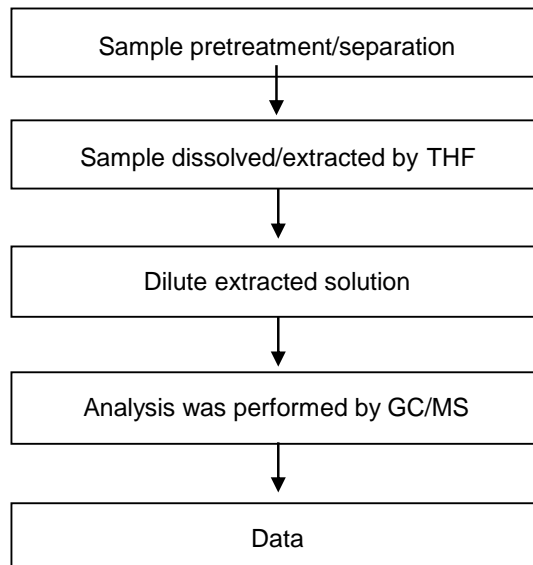 Sample pretreatment/separation
Sample dissolved/extracted by THF
Dilute extracted solution
Analysis was performed by GC/MS
Data